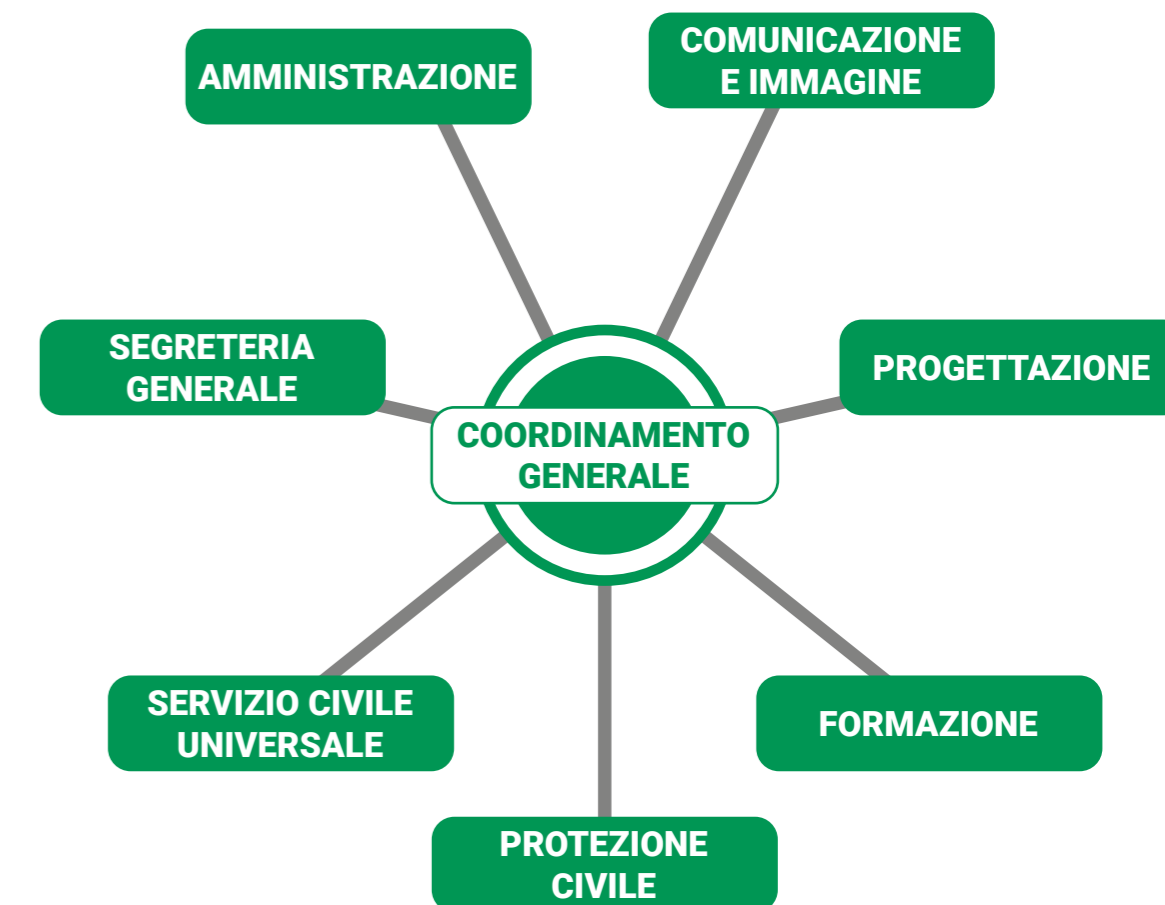 AMMINISTRAZIONE
COMUNICAZIONE
E IMMAGINE
SEGRETERIA
GENERALE
PROGETTAZIONE
COORDINAMENTO
GENERALE
SERVIZIO CIVILE
UNIVERSALE
FORMAZIONE
PROTEZIONE
CIVILE